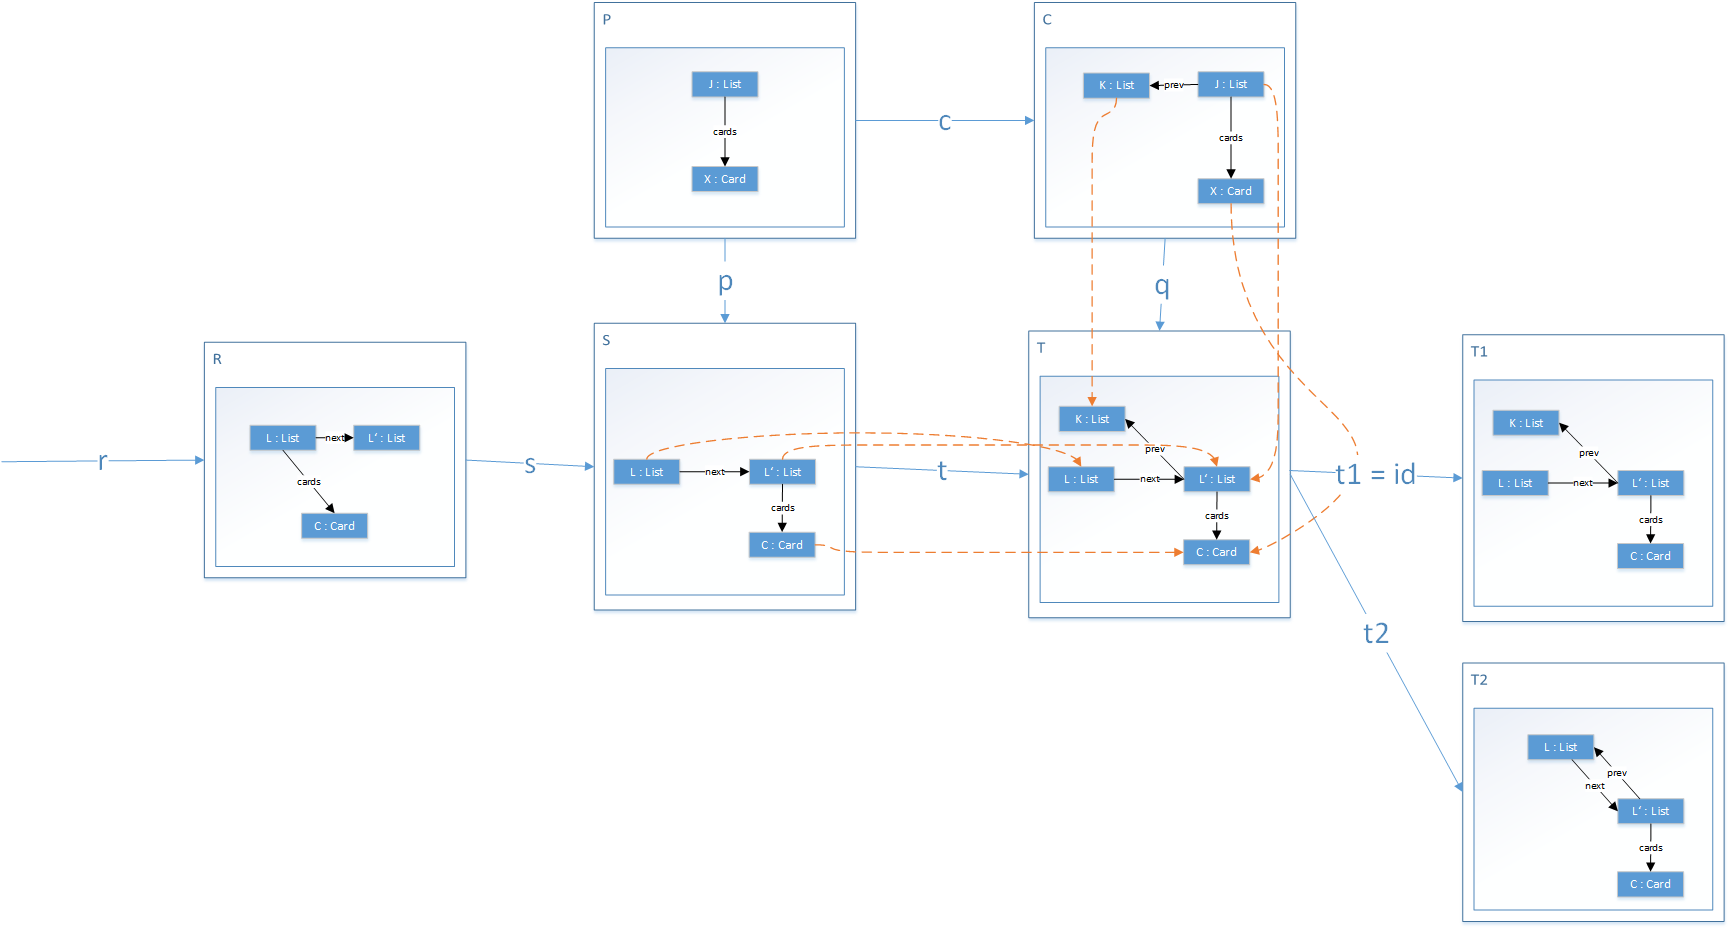 P
J : List
cards
X : Card
c
C
K : List
prev
J : List
cards
X : Card
p
q
r
R
L : List
next
L' : List
cards
C : Card
s
S
L : List
next
L' : List
cards
C : Card
t
T
K : List
prev
L : List
next
L' : List
cards
C : Card
t1 = id
T1
K : List
prev
L : List
next
L' : List
cards
C : Card
t2
T2
L : List
prev
next
L' : List
cards
C : Card